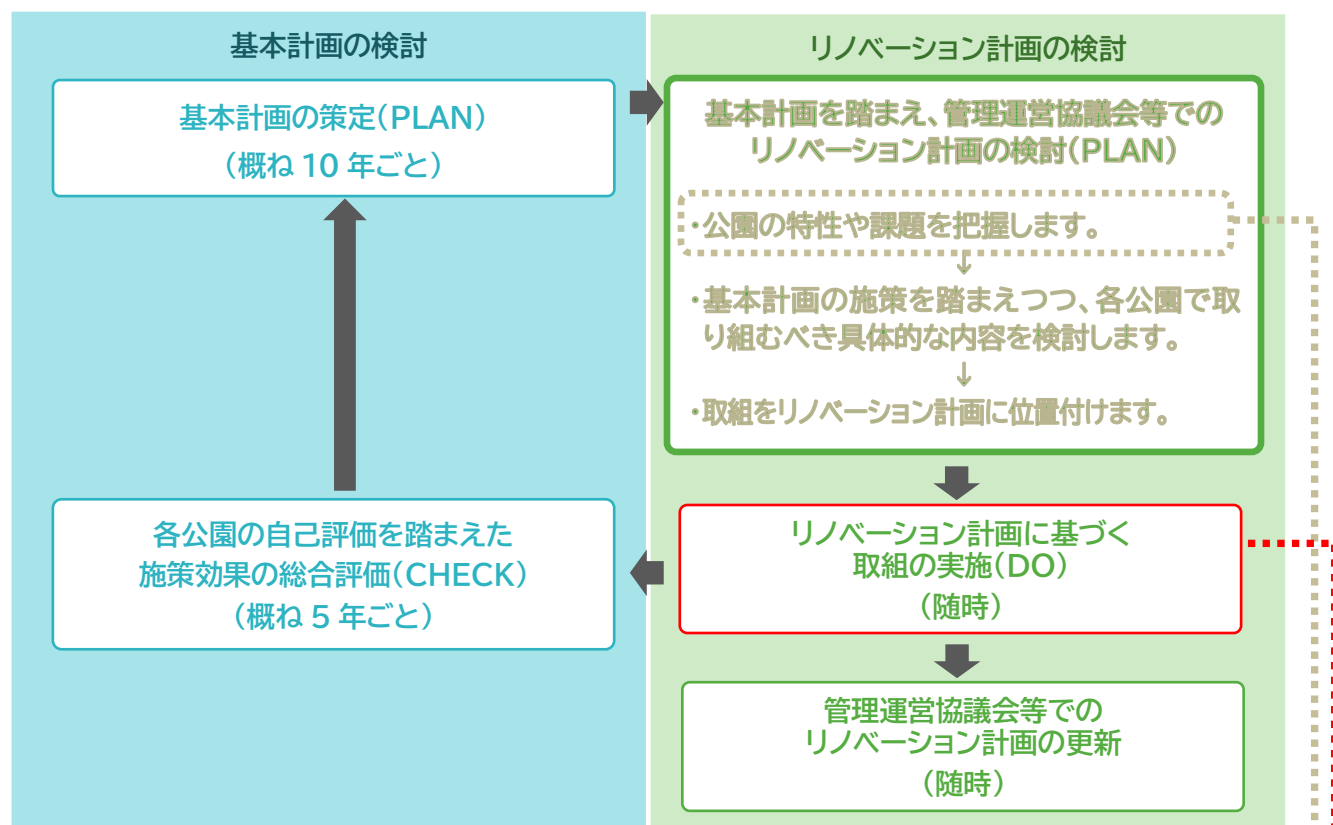 基本計画の検討
基本計画の策定(PLAN)
(概ね 10 年ごと)
各公園の自己評価を踏まえた
施策効果の総合評価(CHECK)
(概ね 5 年ごと)
リノベーション計画の検討
基本計画を踏まえ、管理運営協議会等での
リノベーション計画の検討(PLAN)
・公園の特性や課題を把握します。
↓
・基本計画の施策を踏まえつつ、各公園で取
り組むべき具体的な内容を検討します。
↓
・取組をリノベーション計画に位置付けます。
リノベーション計画に基づく
取組の実施(DO)
(随時)
管理運営協議会等での
リノベーション計画の更新
(随時)